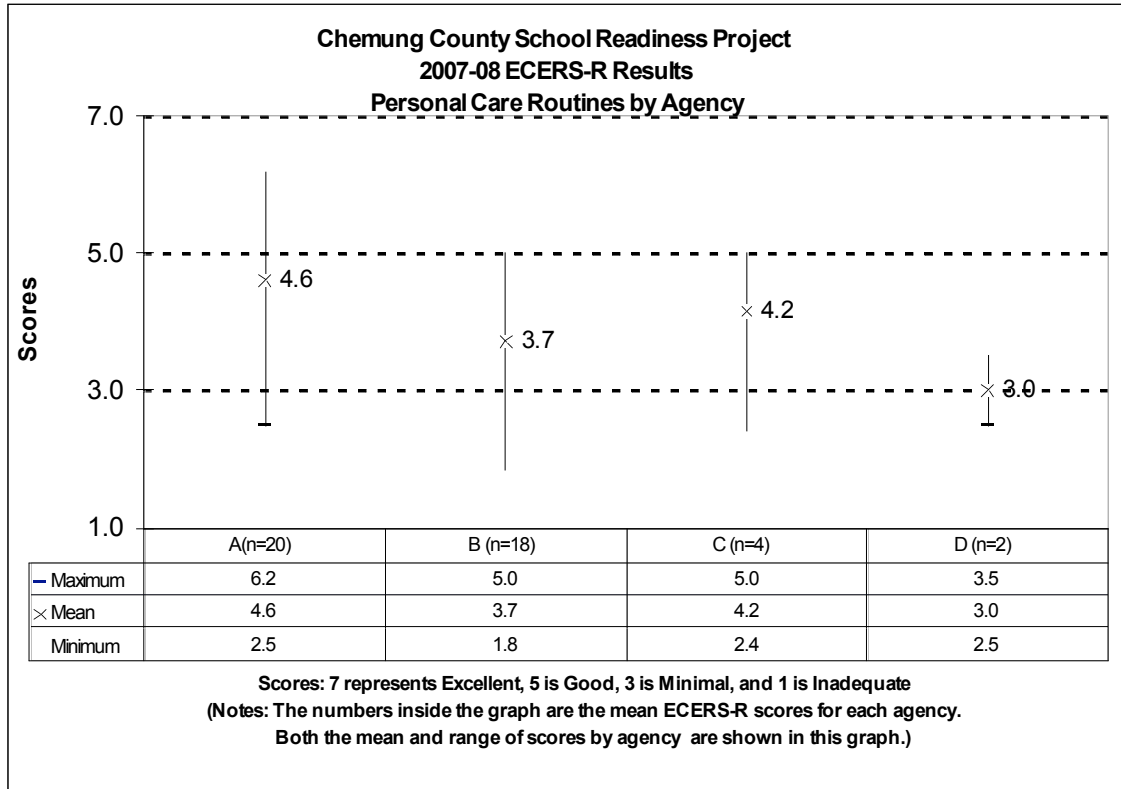 Chemung County School Readiness Project
2007-08 ECERS-R Results
Personal Care Routines by Agency
7.0
5.0
3.0
1.0
Scores
4.6
3.7
4.2
3.0
A(n=20) B (n=18) C (n=4) D (n=2)
Maximum 6.2 5.0 5.0 3.5
Mean 4.6 3.7 4.2 3.0
Minimum 2.5 1.8 2.4 2.5
Scores: 7 represents Excellent, 5 is Good, 3 is Minimal, and 1 is Inadequate
(Notes: The numbers inside the graph are the mean ECERS-R scores for each agency.
Both the mean and range of scores by agency are shown in this graph.)